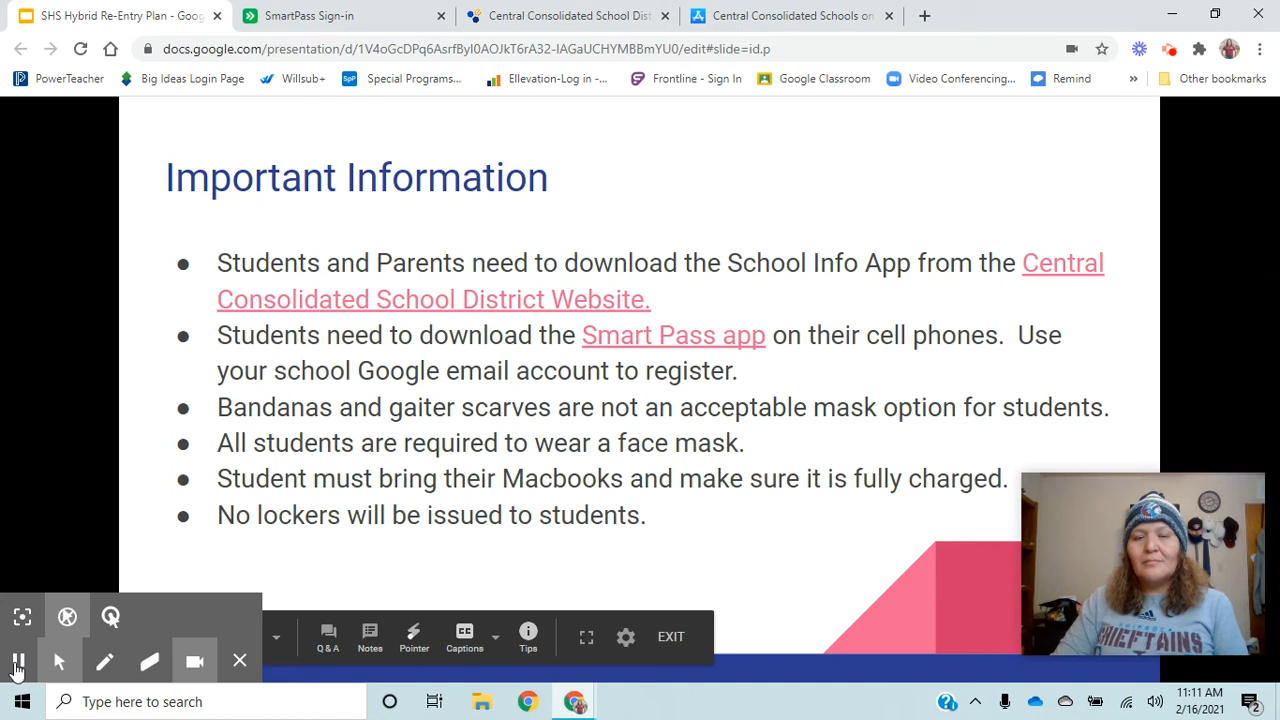 SHS Hybrid Re-Entry Plan - Goog
SmartPass Sign-in
Central Consolidated School Dist
Central Consolidated Schools on
docs.google.com/presentation/d/1V4oGcDPq6AsrfByI0AOJkT6rA32-IAGaUCHYMBBmYU0/edit#slide=id.p
PowerTeacher
Big Ideas Login Page
Willsub+
Special Programs...
Ellevation-Log in -...
Frontline - Sign In
Google Classroom
Video Conferencing...
Remind
Other bookmarks
Important Information
● Students and Parents need to download the School Info App from the Central
Consolidated School District Website.
● Students need to download the Smart Pass app on their cell phones. Use
your school Google email account to register.
● Bandanas and gaiter scarves are not an acceptable mask option for students.
● All students are required to wear a face mask.
● Student must bring their Macbooks and make sure it is fully charged.
● No lockers will be issued to students.
CHIEFTAINS
Q & A
Notes
Pointer
Captions
Tips
EXIT
Type here to search
11:11 AM
2/16/2021
2